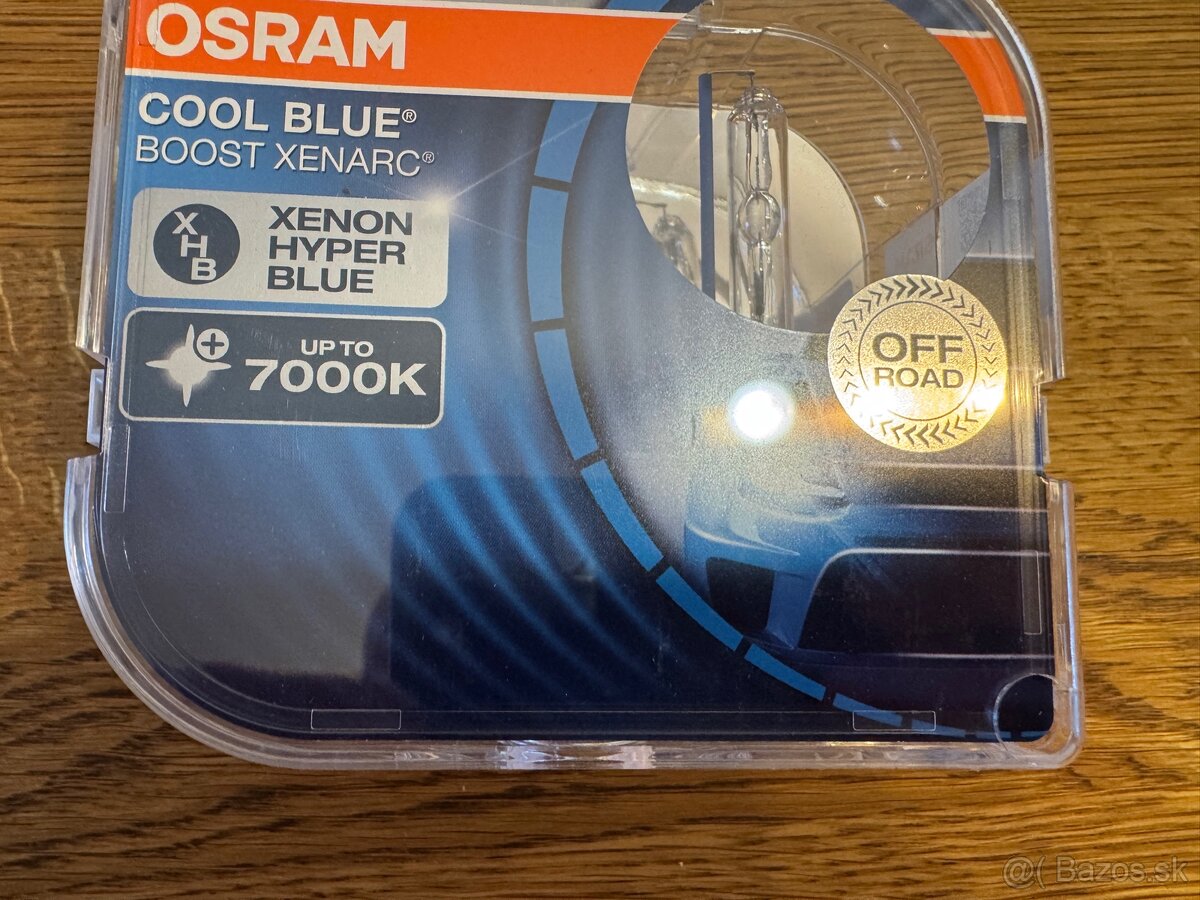 OSRAM
COOL BLUE®
BOOST XENARC®
XHB
XENON
HYPER
BLUE
UP TO
7000K
OFF
ROAD
@( Bazos.sk